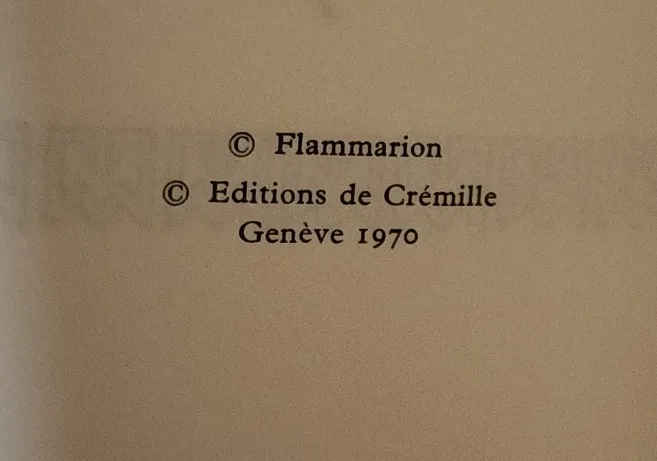 © Flammarion
© Editions de Crémille
Genève 1970